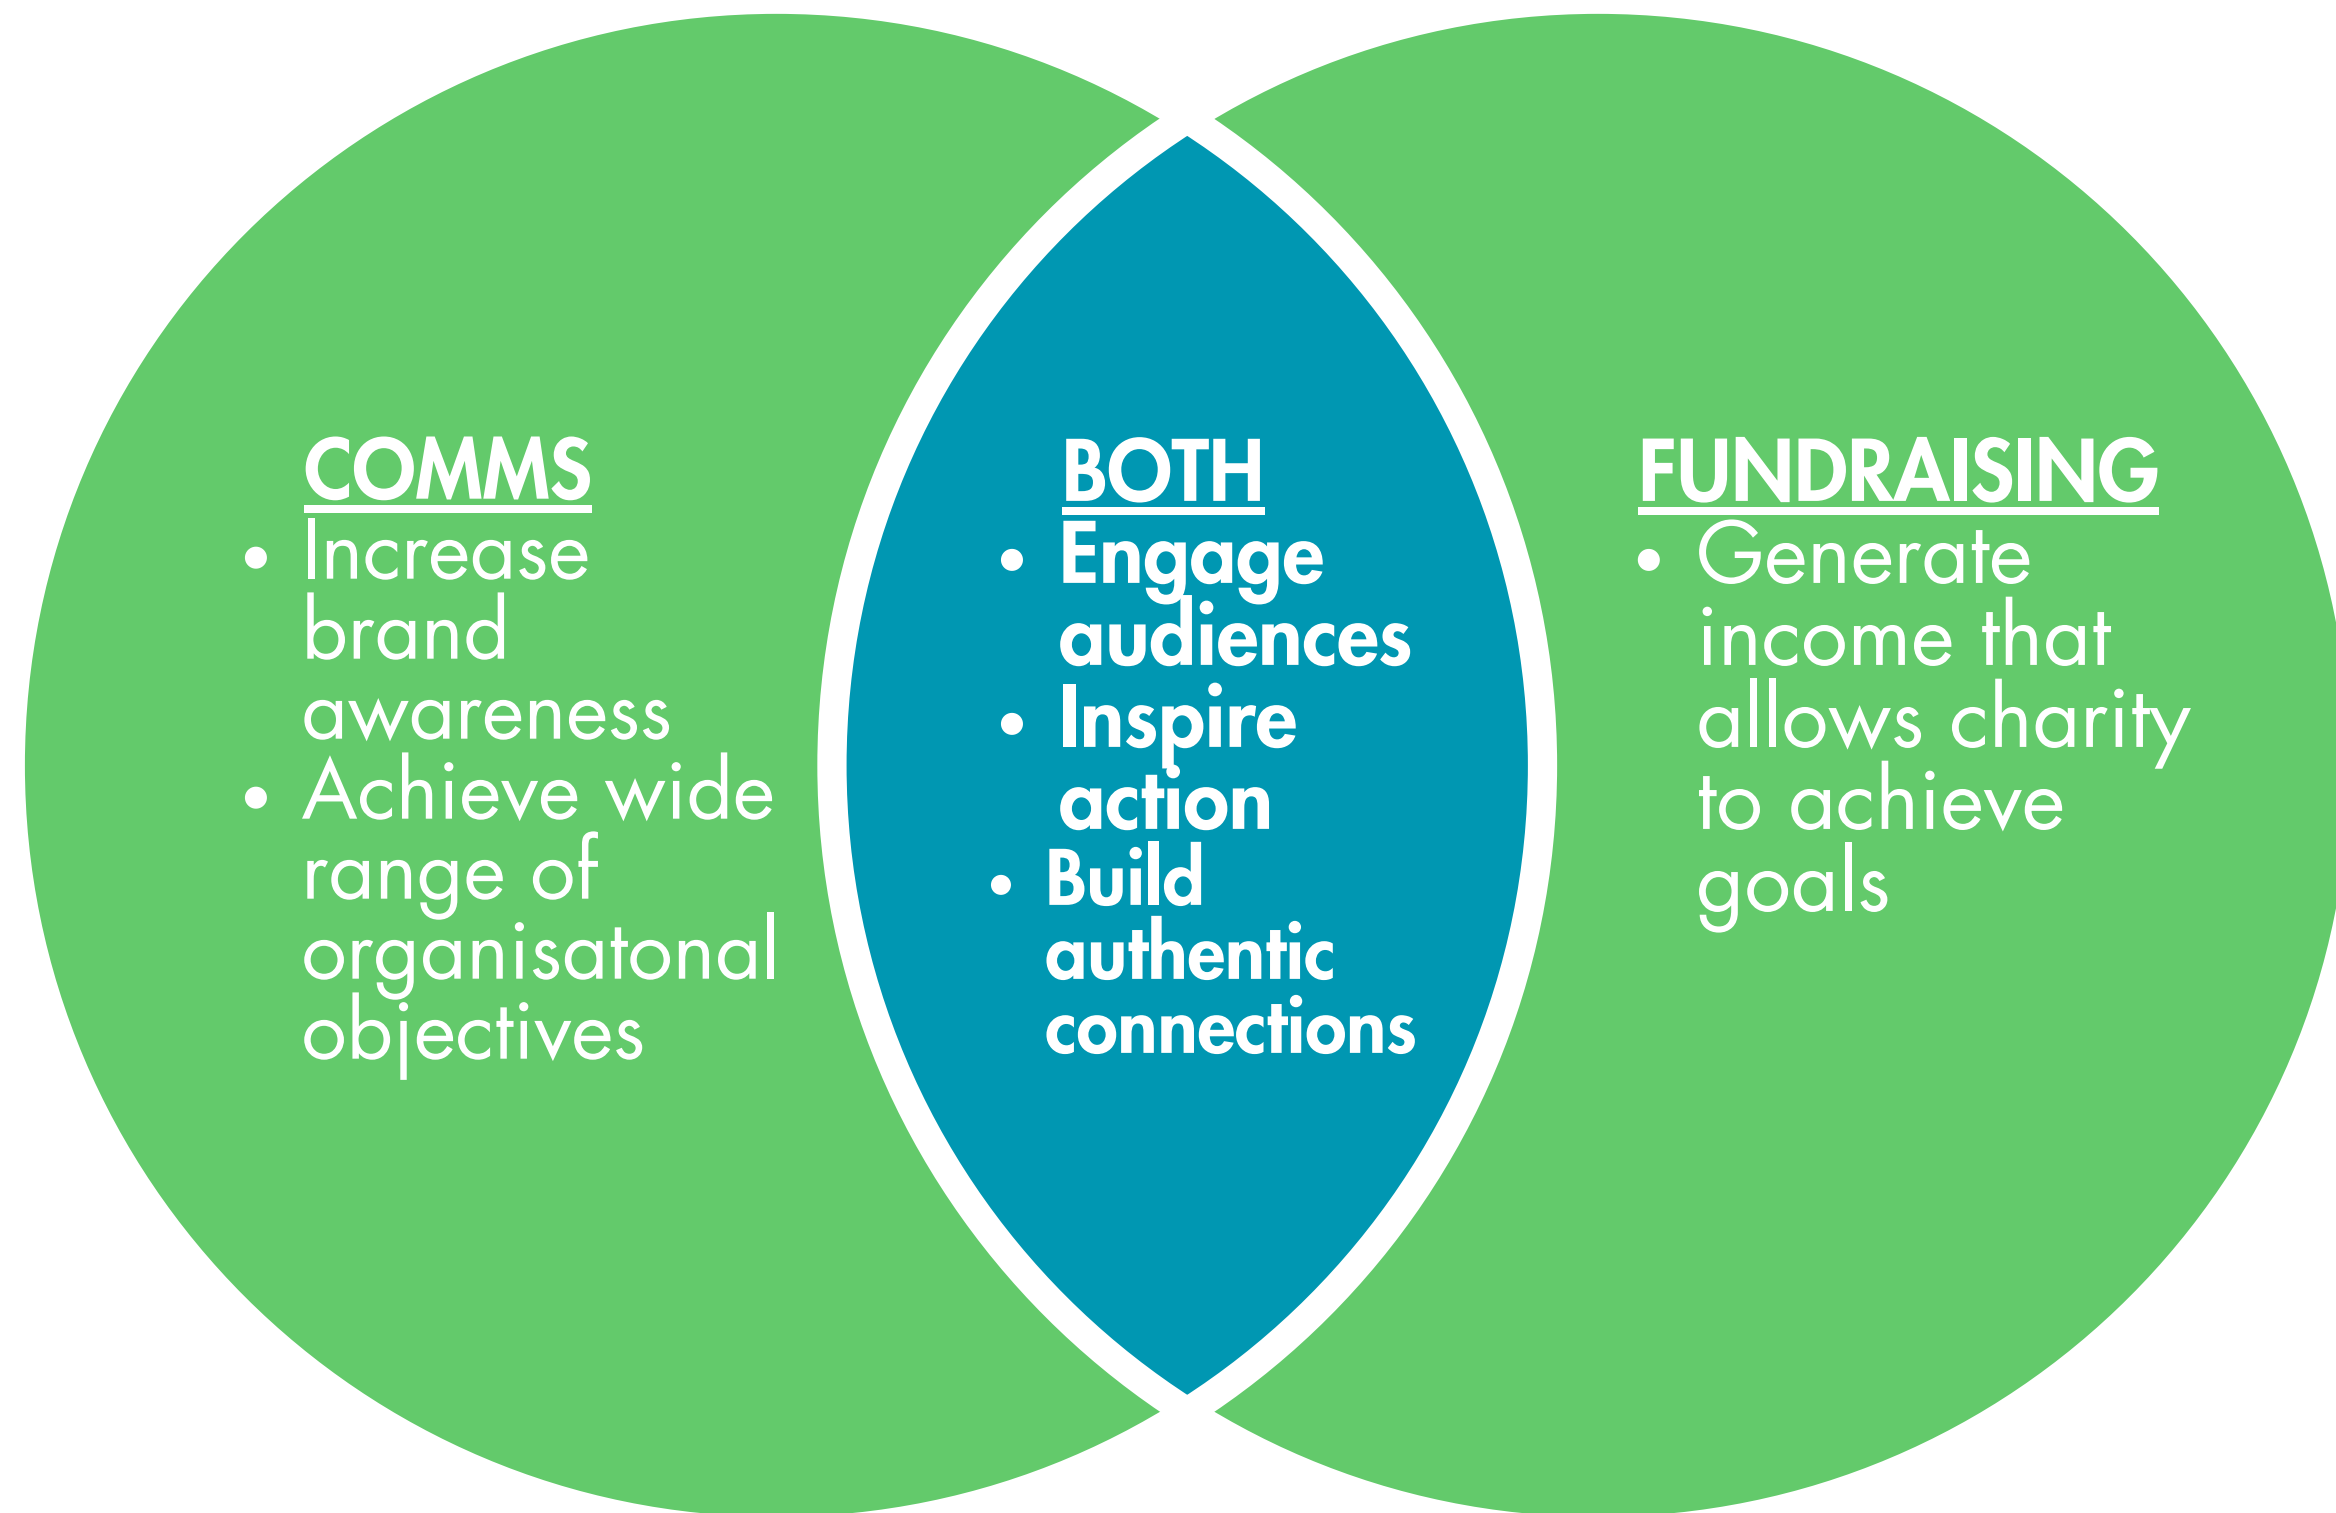 COMMS
• Increase
brand
awareness
• Achieve wide
range of
organisatonal
objectives
BOTH
• Engage
audiences
• Inspire
action
• Build
authentic
connections
FUNDRAISING
• Generate
income that
allows charity
to achieve
goals